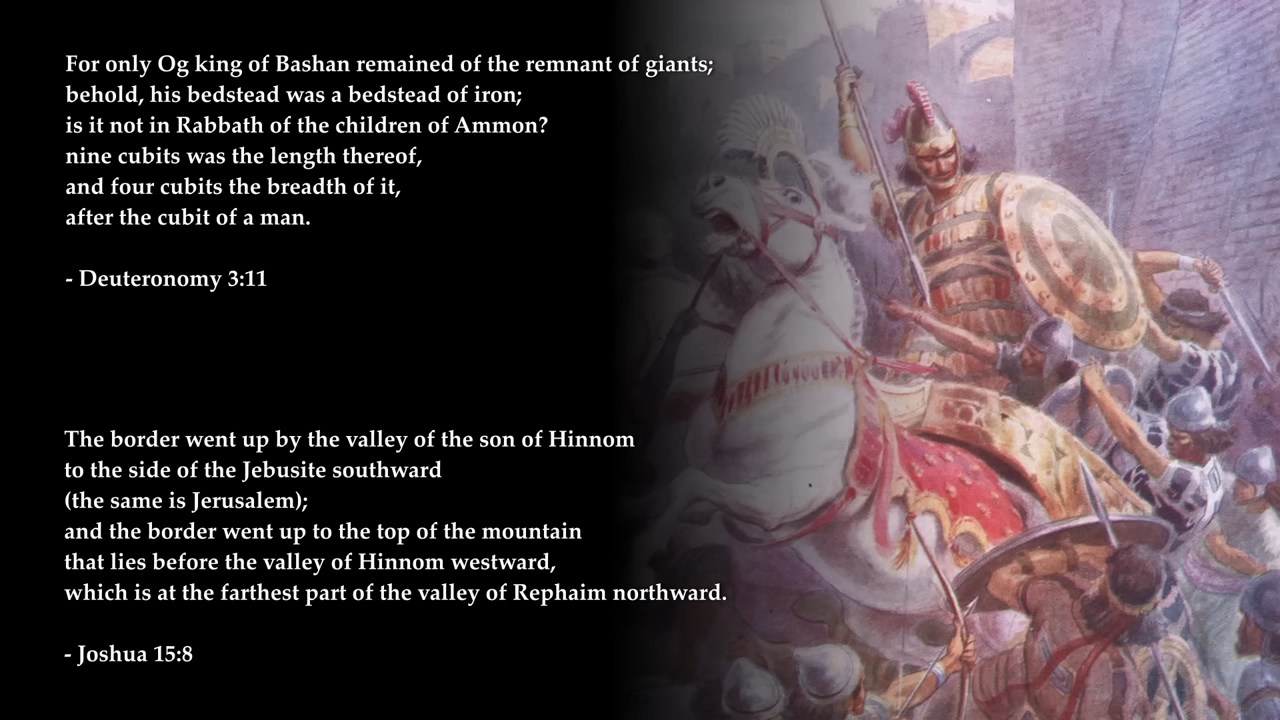 For only Og king of Bashan remained of the remnant of giants;
behold, his bedstead was a bedstead of iron;
is it not in Rabbath of the children of Ammon?
nine cubits was the length thereof,
and four cubits the breadth of it,
after the cubit of a man.
- Deuteronomy 3:11
The border went up by the valley of the son of Hinnom
to the side of the Jebusite southward
(the same is Jerusalem);
and the border went up to the top of the mountain
that lies before the valley of Hinnom westward,
which is at the farthest part of the valley of Rephaim northward.
- Joshua 15:8